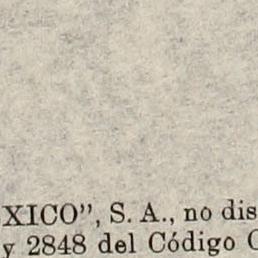 XICO”, S. A., no dis
y 2848 del Código C